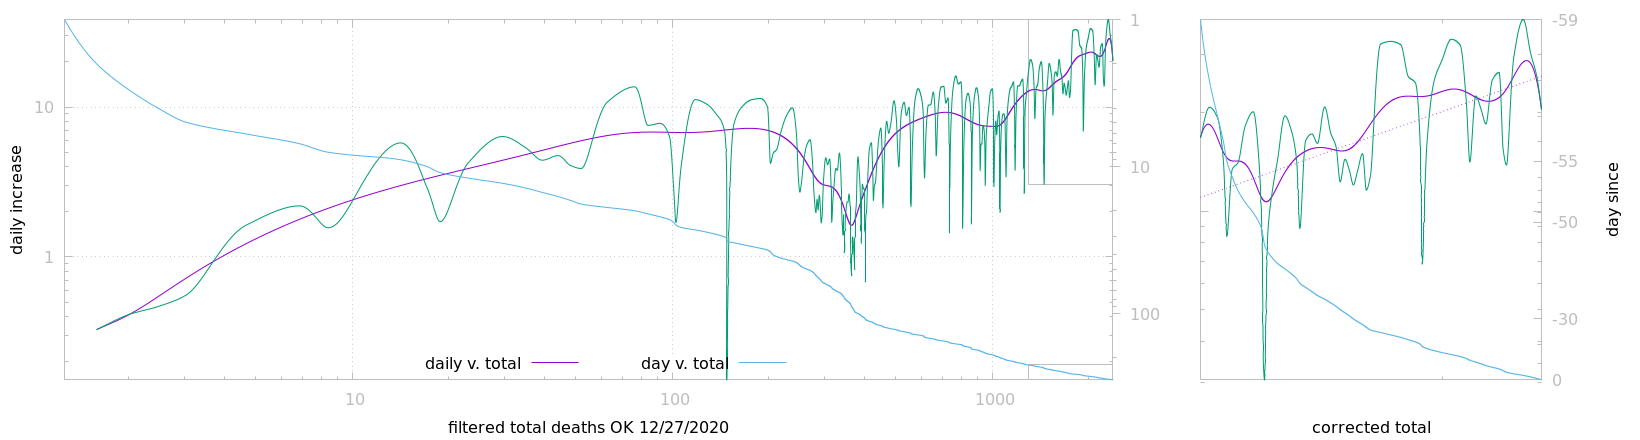 1
-59
10
daily increase
10
-55
day since
-50
1
100
-30
daily v. total
day v. total
0
10
100
1000
filtered total deaths OK 12/27/2020
corrected total